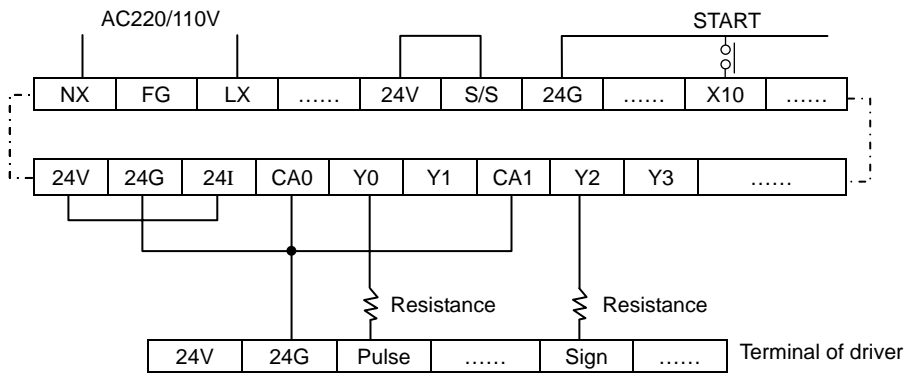 AC220/110V START
NX FG LX ...... 24V S/S 24G ...... X10 ......
24V 24G 24I CA0 Y0 Y1 CA1 Y2 Y3 ......
Resistance Resistance
24V 24G Pulse ...... Sign ...... Terminal of driver